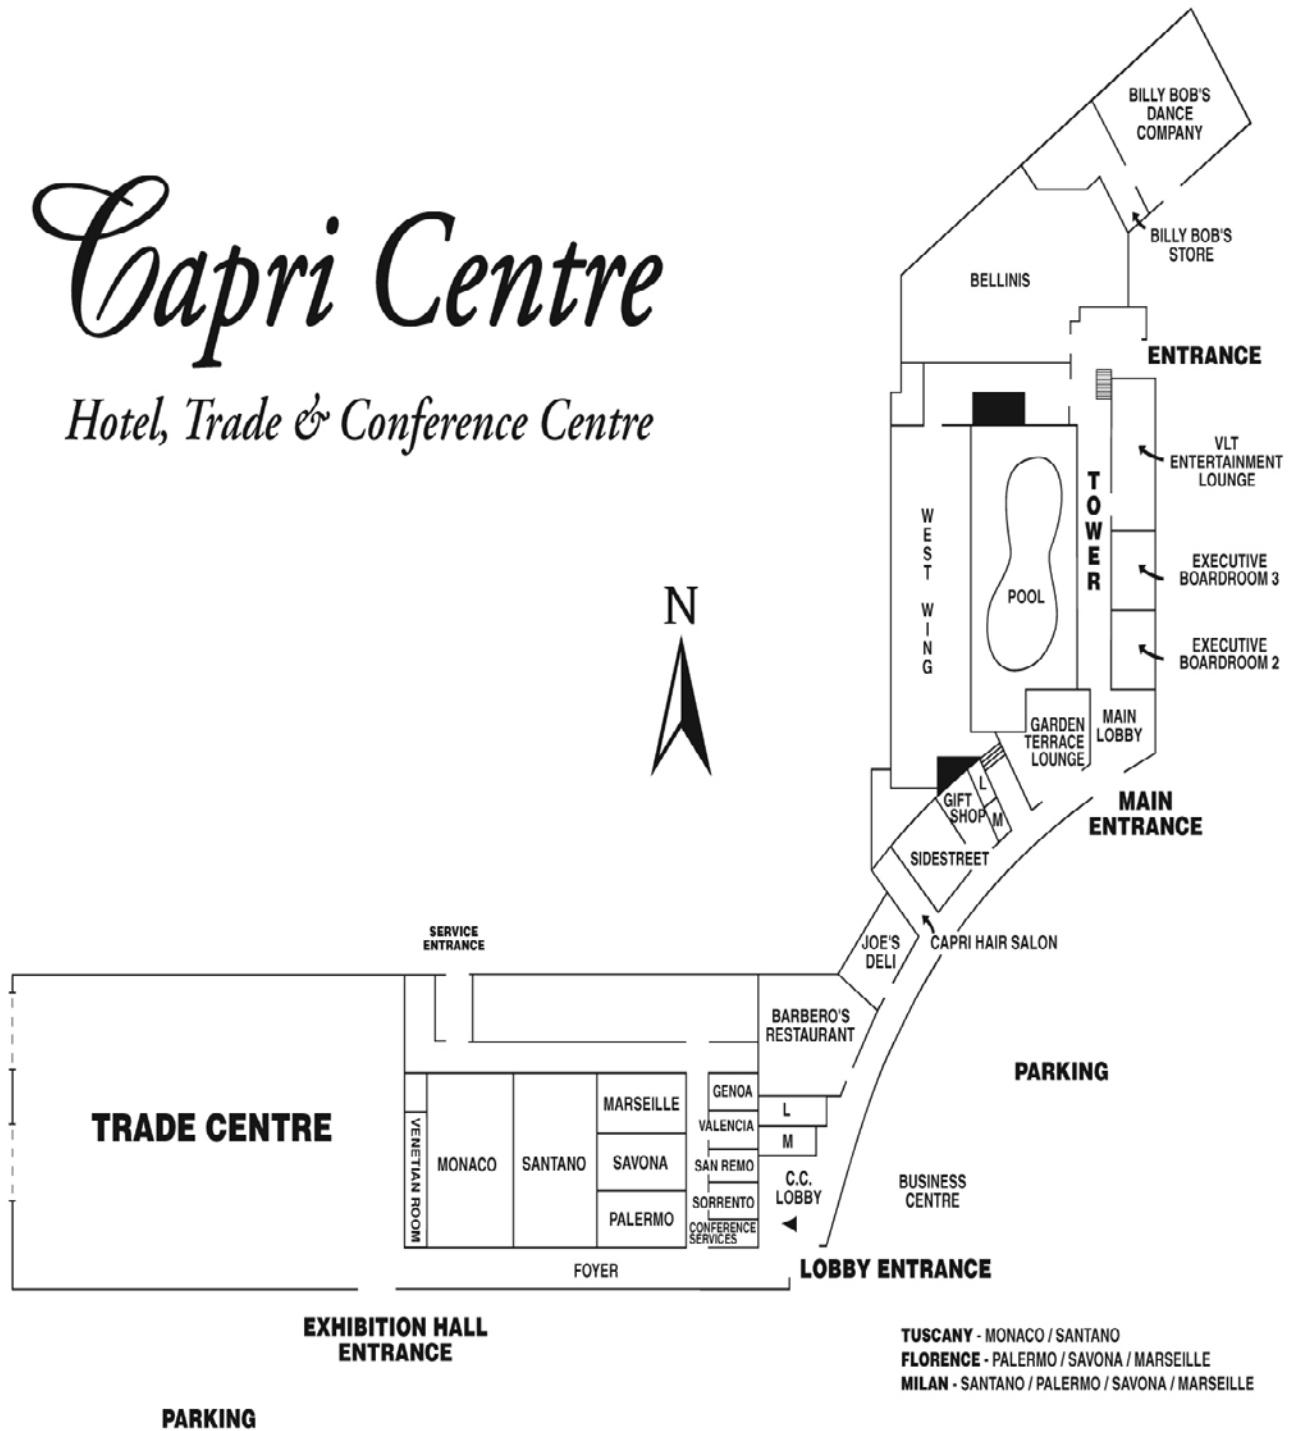 Capri Centre
Hotel, Trade & Conference Centre
BILLY BOB'S
DANCE
COMPANY
BILLY BOB'S
STORE
BELLINIS
ENTRANCE
VLT
ENTERTAINMENT
LOUNGE
TOWER
WEST WING
EXECUTIVE
BOARDROOM 3
POOL
N
EXECUTIVE
BOARDROOM 2
GARDEN
TERRACE
LOUNGE
MAIN
LOBBY
L
GIFT
SHOP
M
MAIN
ENTRANCE
SIDESTREET
SERVICE
ENTRANCE
JOE'S
DELI
CAPRI HAIR SALON
BARBERO'S
RESTAURANT
PARKING
TRADE CENTRE
VENETIAN ROOM
MONACO
SANTANO
MARSEILLE
SAVONA
PALERMO
GENOA
VALENCIA
SAN REMO
SORRENTO
CONFERENCE
SERVICES
L
M
C.C.
LOBBY
BUSINESS
CENTRE
FOYER
LOBBY ENTRANCE
EXHIBITION HALL
ENTRANCE
PARKING
TUSCANY - MONACO / SANTANO
FLORENCE - PALERMO / SAVONA / MARSEILLE
MILAN - SANTANO / PALERMO / SAVONA / MARSEILLE